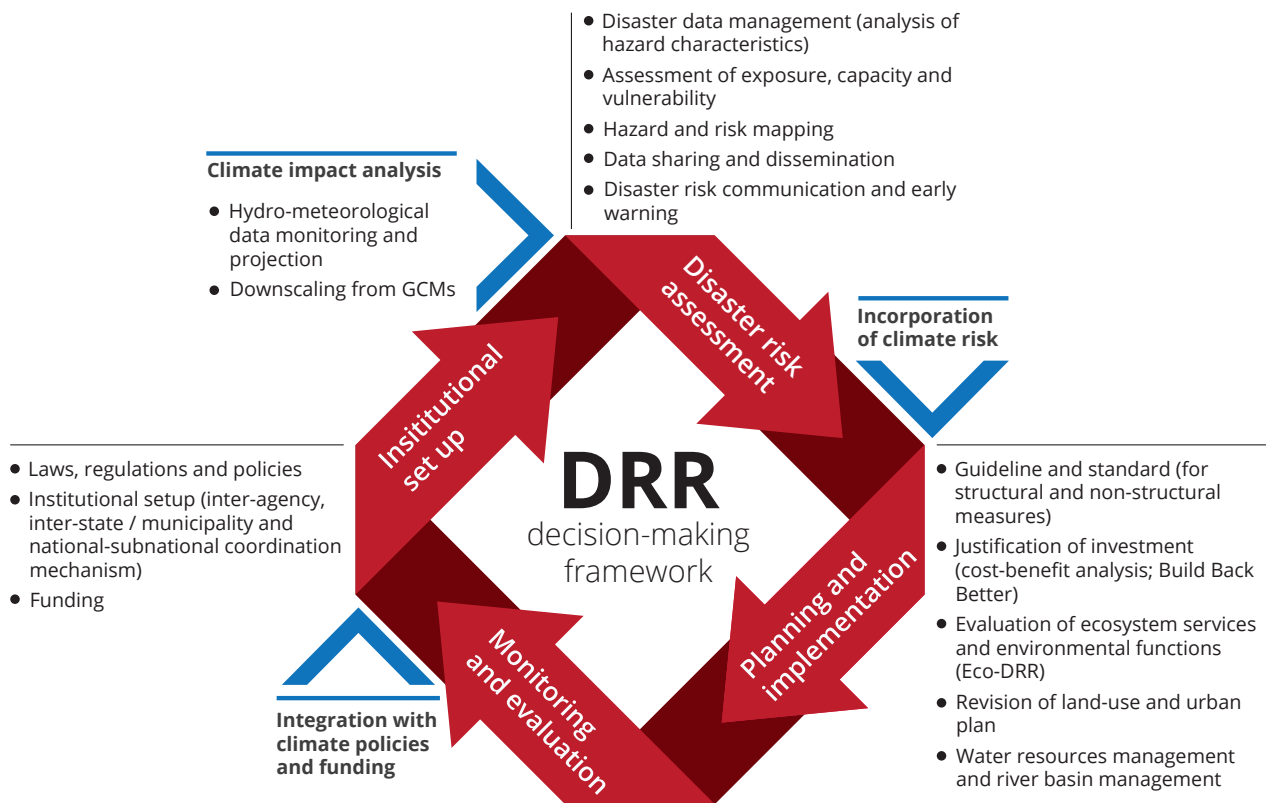 ● Disaster data management (analysis of
hazard characteristics)
● Assessment of exposure, capacity and
vulnerability
● Hazard and risk mapping
● Data sharing and dissemination
● Disaster risk communication and early
warning
Climate impact analysis
● Hydro-meteorological
data monitoring and
projection
● Downscaling from GCMs
Disaster risk
assessment
Incorporation
of climate risk
Insititutional
set up
DRR
decision-making
framework
● Laws, regulations and policies
● Institutional setup (inter-agency,
inter-state / municipality and
national-subnational coordination
mechanism)
● Funding
● Guideline and standard (for
structural and non-structural
measures)
● Justification of investment
(cost-benefit analysis; Build Back
Better)
● Evaluation of ecosystem services
and environmental functions
(Eco-DRR)
● Revision of land-use and urban
plan
● Water resources management
and river basin management
Planning and
implementation
Monitoring
and evaluation
Integration with
climate policies
and funding